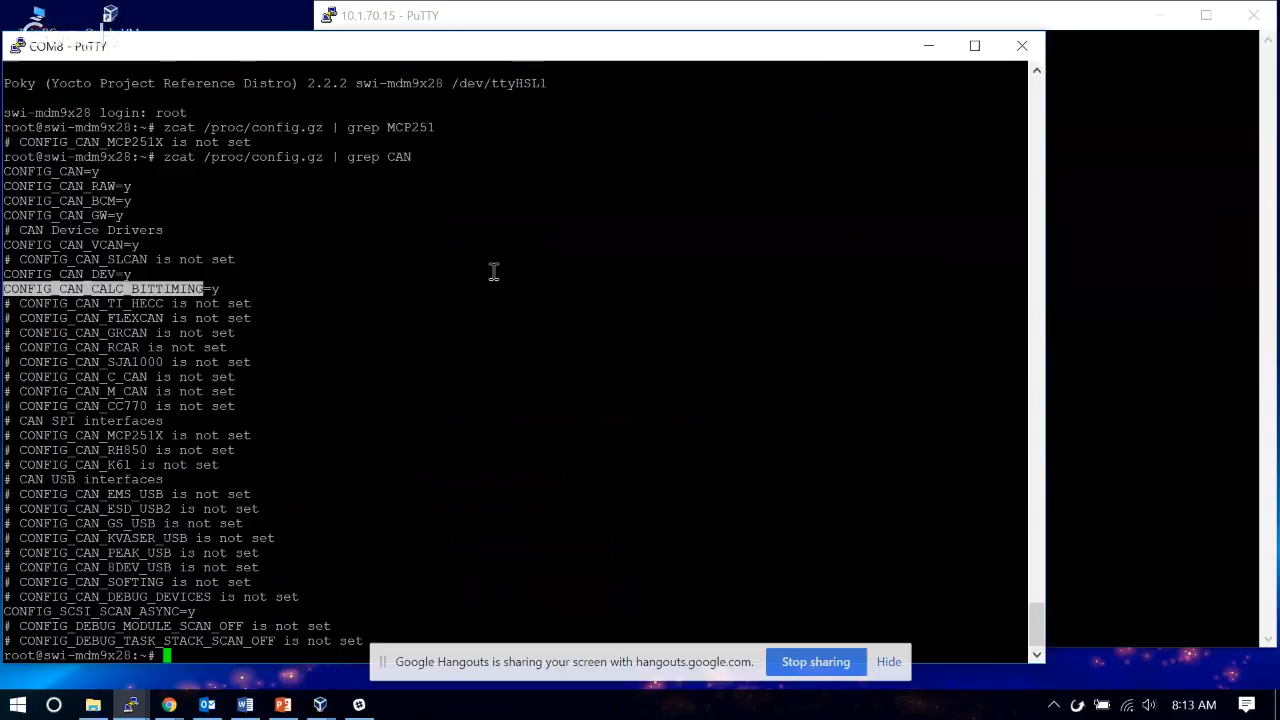 10.1.70.15 - PuTTY
COM8 - PuTTY
Poky (Yocto Project Reference Distro) 2.2.2 swi-mdm9x28 /dev/ttyHSL1
swi-mdm9x28 login: root
root@swi-mdm9x28:~# zcat /proc/config.gz | grep MCP251
# CONFIG_CAN_MCP251X is not set
root@swi-mdm9x28:~# zcat /proc/config.gz | grep CAN
CONFIG_CAN=y
CONFIG_CAN_RAW=y
CONFIG_CAN_BCM=y
CONFIG_CAN_GW=y
# CAN Device Drivers
CONFIG_CAN_VCAN=y
# CONFIG_CAN_SLCAN is not set
CONFIG_CAN_DEV=y
CONFIG_CAN_CALC_BITTIMING=y
# CONFIG_CAN_TI_HECC is not set
# CONFIG_CAN_FLEXCAN is not set
# CONFIG_CAN_GRCAN is not set
# CONFIG_CAN_RCAR is not set
# CONFIG_CAN_SJA1000 is not set
# CONFIG_CAN_C_CAN is not set
# CONFIG_CAN_M_CAN is not set
# CONFIG_CAN_CC770 is not set
# CAN SPI interfaces
# CONFIG_CAN_MCP251X is not set
# CONFIG_CAN_RH850 is not set
# CONFIG_CAN_K61 is not set
# CAN USB interfaces
# CONFIG_CAN_EMS_USB is not set
# CONFIG_CAN_ESD_USB2 is not set
# CONFIG_CAN_GS_USB is not set
# CONFIG_CAN_KVASER_USB is not set
# CONFIG_CAN_PEAK_USB is not set
# CONFIG_CAN_8DEV_USB is not set
# CONFIG_CAN_SOFTING is not set
# CONFIG_CAN_DEBUG_DEVICES is not set
CONFIG_SCSI_SCAN_ASYNC=y
# CONFIG_DEBUG_MODULE_SCAN_OFF is not set
# CONFIG_DEBUG_TASK_STACK_SCAN_OFF is not set
root@swi-mdm9x28:~#
Google Hangouts is sharing your screen with hangouts.google.com.
Stop sharing
Hide
8:13 AM